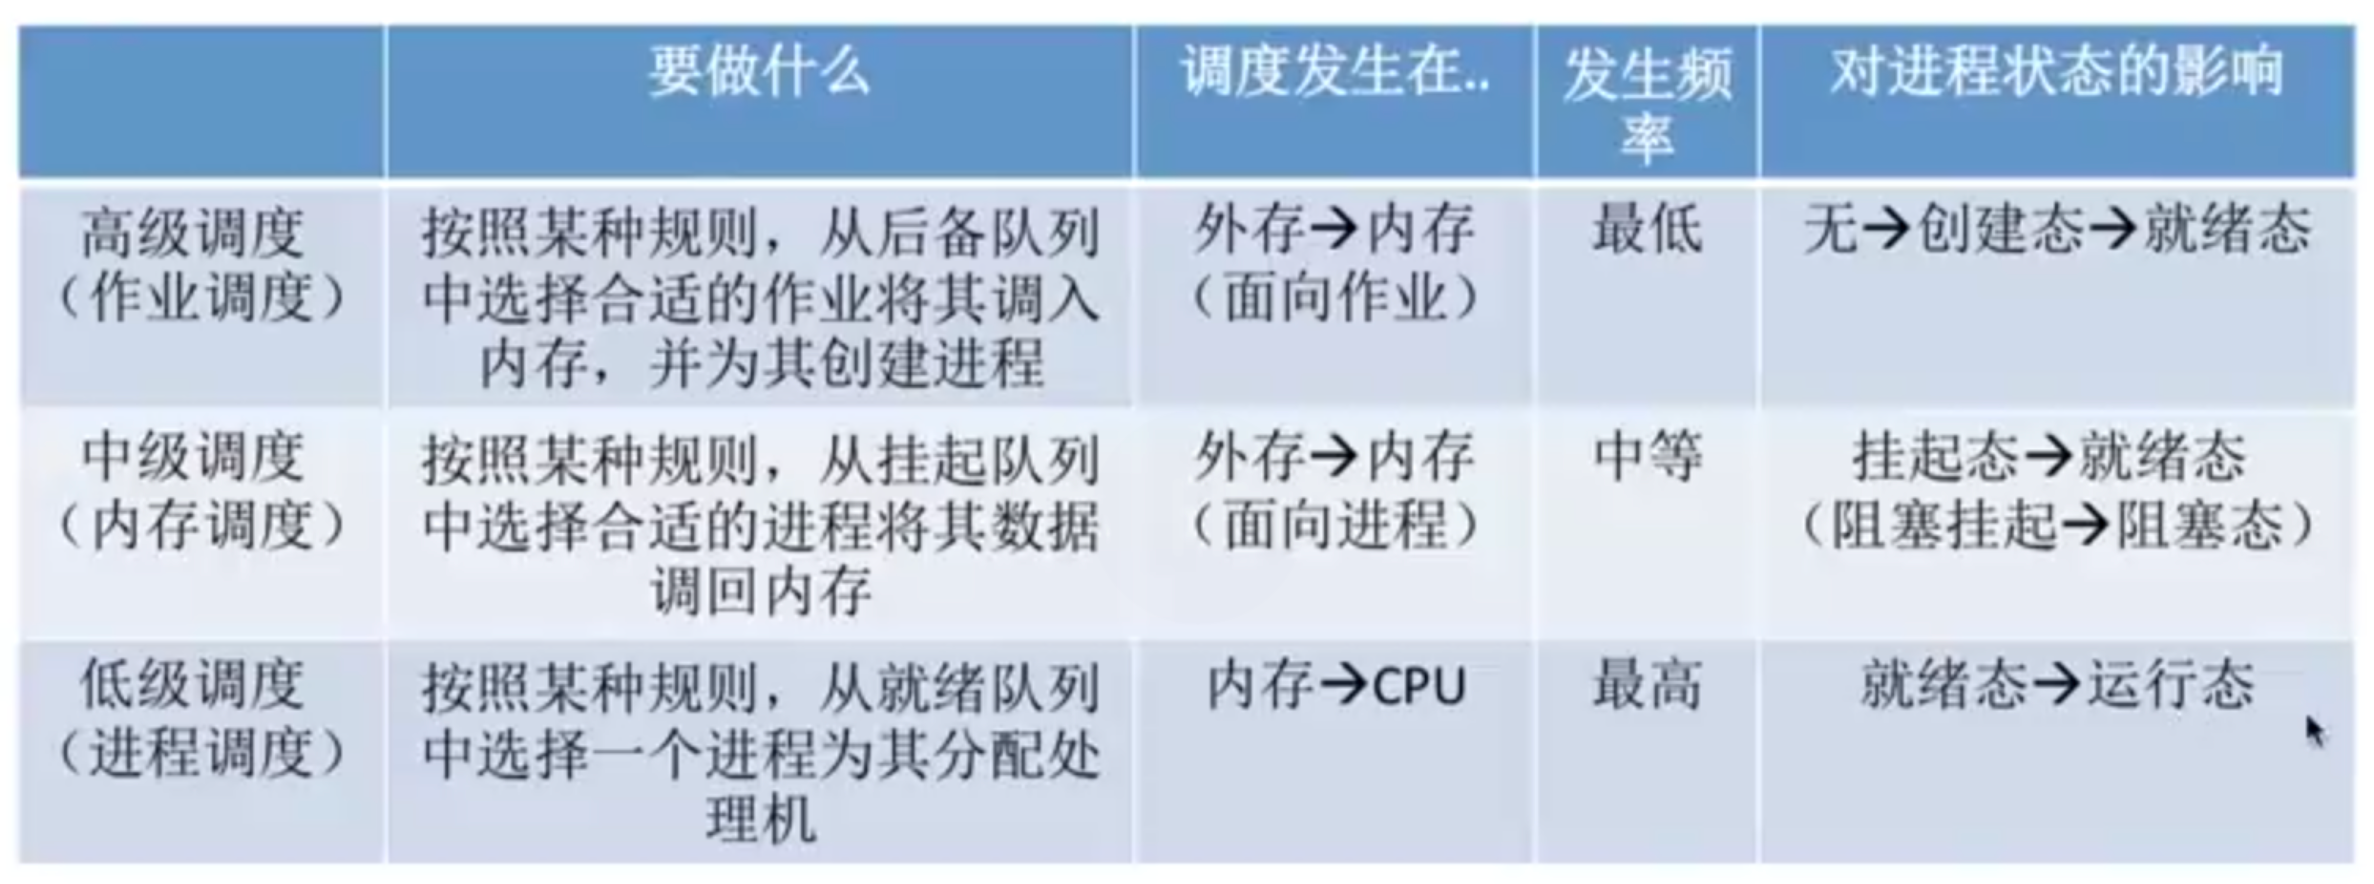 要做什么
调度发生在..
发生频
率
对进程状态的影响
高级调度
（作业调度）
按照某种规则，从后备队列
中选择合适的作业将其调入
内存，并为其创建进程
外存→内存
（面向作业）
最低
无→创建态→就绪态
中级调度
（内存调度）
按照某种规则，从挂起队列
中选择合适的进程将其数据
调回内存
外存→内存
（面向进程）
中等
挂起态→就绪态
（阻塞挂起→阻塞态）
低级调度
（进程调度）
按照某种规则，从就绪队列
中选择一个进程为其分配处
理机
内存→CPU
最高
就绪态→运行态